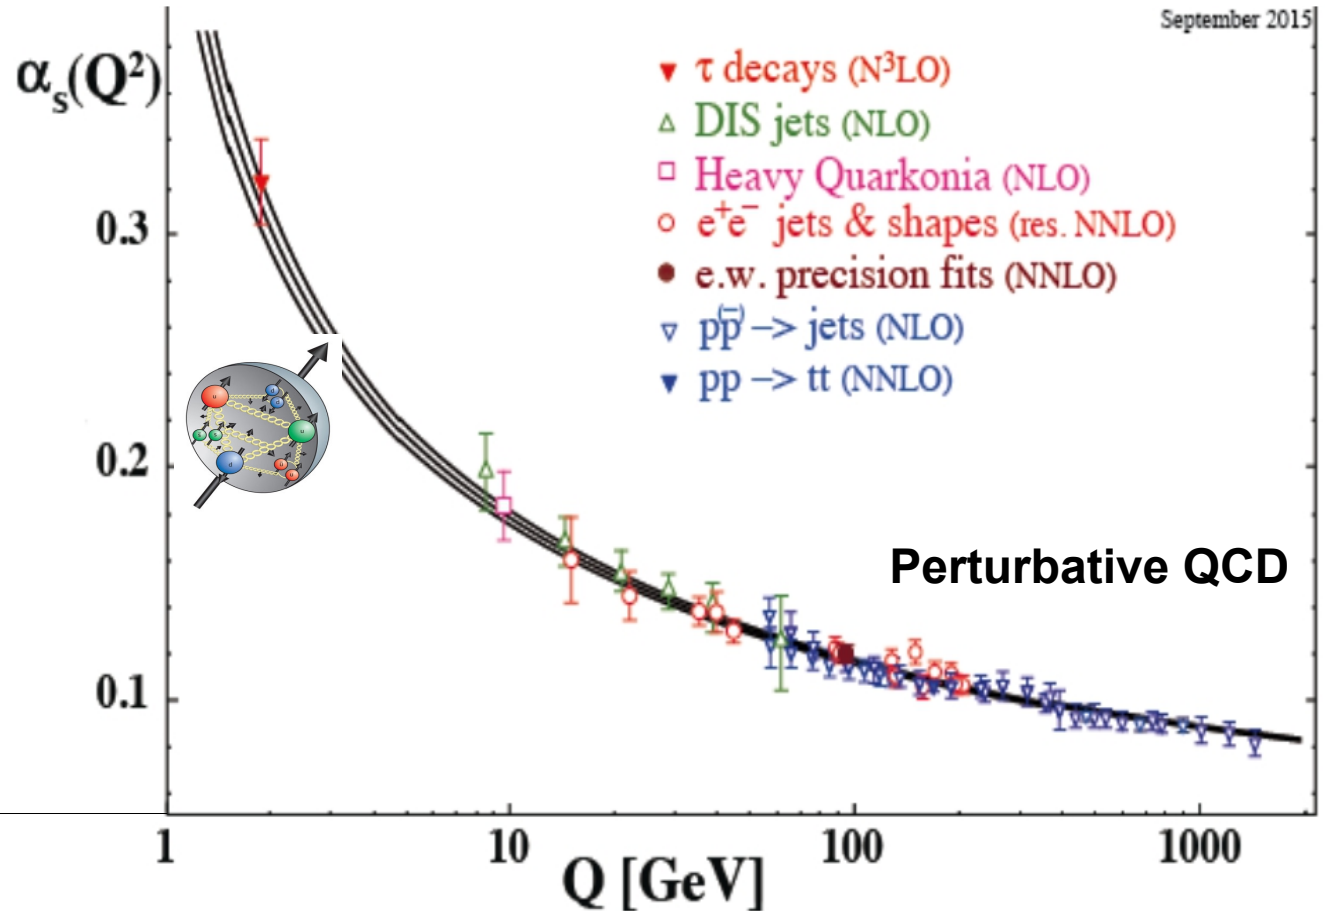 September 2015
αs(Q²)
τ decays (N³LO)
DIS jets (NLO)
Heavy Quarkonia (NLO)
e⁺e⁻ jets & shapes (res. NNLO)
e.w. precision fits (NNLO)
pp̄⁽⁻⁾ –> jets (NLO)
pp –> tt (NNLO)
0.3
0.2
0.1
Perturbative QCD
1
10
100
1000
Q [GeV]